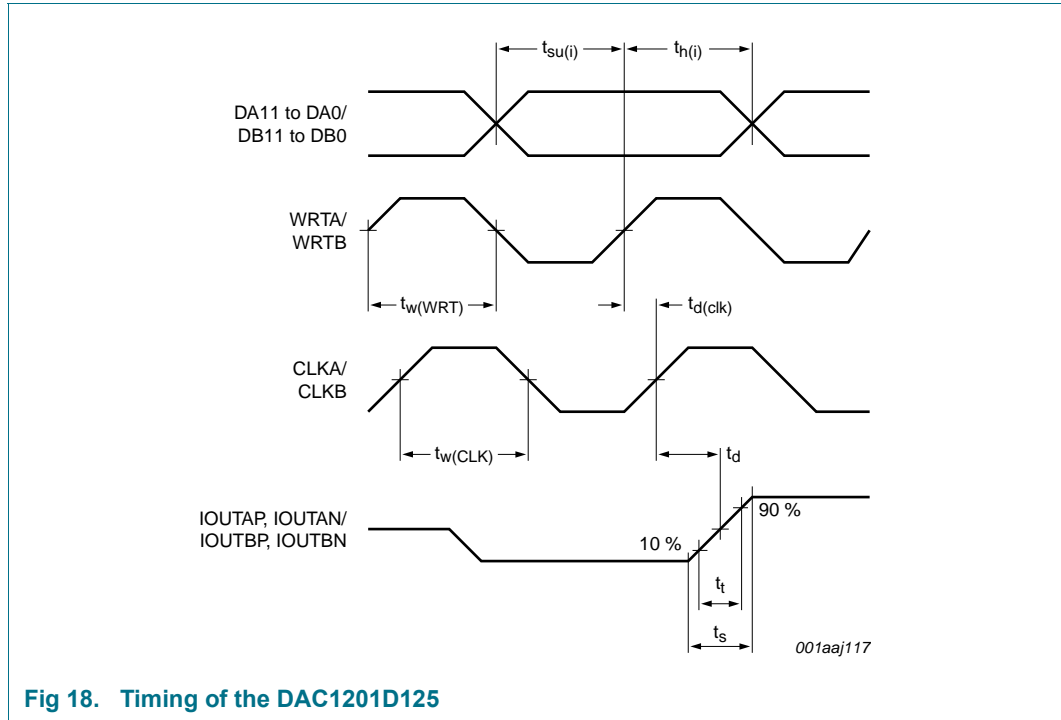 tsu(i)
th(i)
DA11 to DA0/
DB11 to DB0
WRTA/
WRTB
tw(WRT)
td(clk)
CLKA/
CLKB
tw(CLK)
td
IOUTAP, IOUTAN/
IOUTBP, IOUTBN
90 %
10 %
tt
ts
001aaj117
Fig 18. Timing of the DAC1201D125